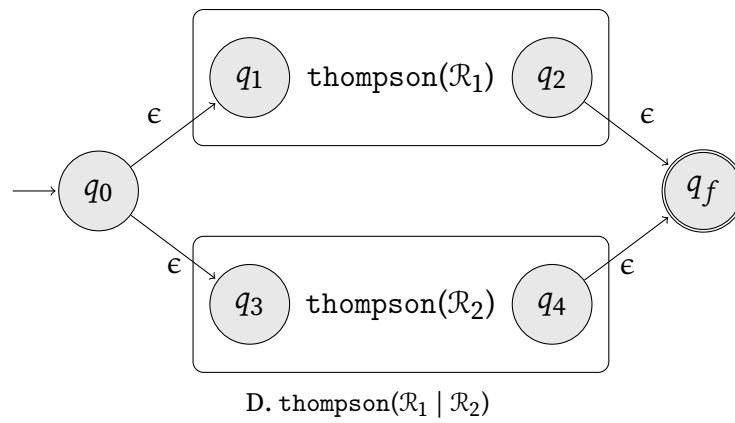 q1 thompson(ℛ1) q2
ϵ ϵ
q0 qf
ϵ ϵ
q3 thompson(ℛ2) q4
D. thompson(ℛ1 | ℛ2)